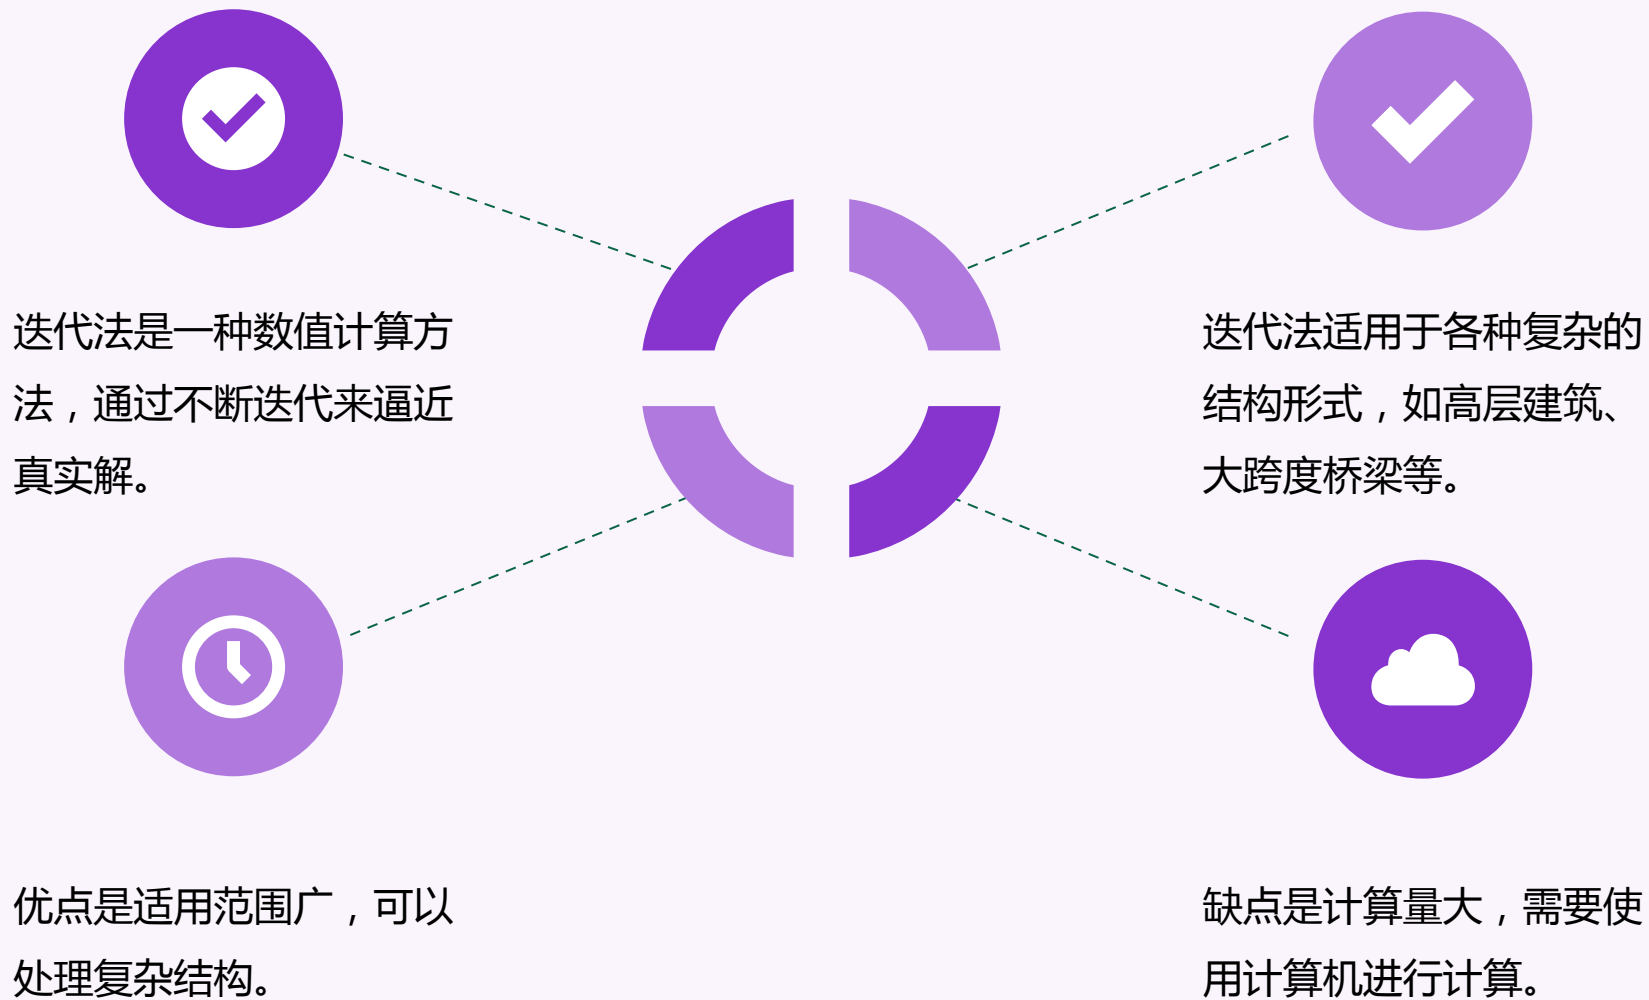 迭代法是一种数值计算方
法，通过不断迭代来逼近
真实解。
迭代法适用于各种复杂的
结构形式，如高层建筑、
大跨度桥梁等。
优点是适用范围广，可以
处理复杂结构。
缺点是计算量大，需要使
用计算机进行计算。